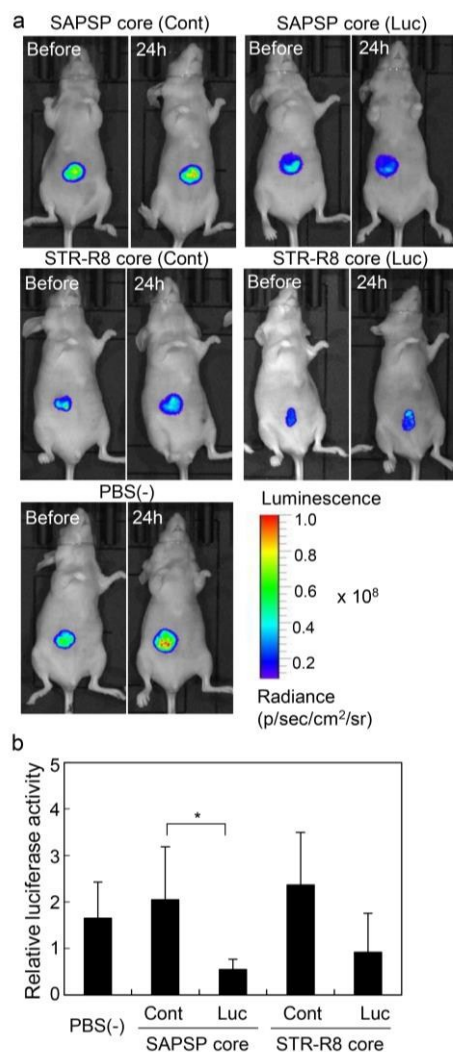 a
SAPSP core (Cont)
SAPSP core (Luc)
Before
24h
Before
24h
STR-R8 core (Cont)
STR-R8 core (Luc)
Before
24h
Before
24h
PBS(-)
Before
24h
Luminescence
1.0
0.8
0.6
0.4
0.2
x 10⁸
Radiance
(p/sec/cm²/sr)
b
Relative luciferase activity
5
4
3
2
1
0
*
PBS(-)
Cont
Luc
Cont
Luc
SAPSP core
STR-R8 core